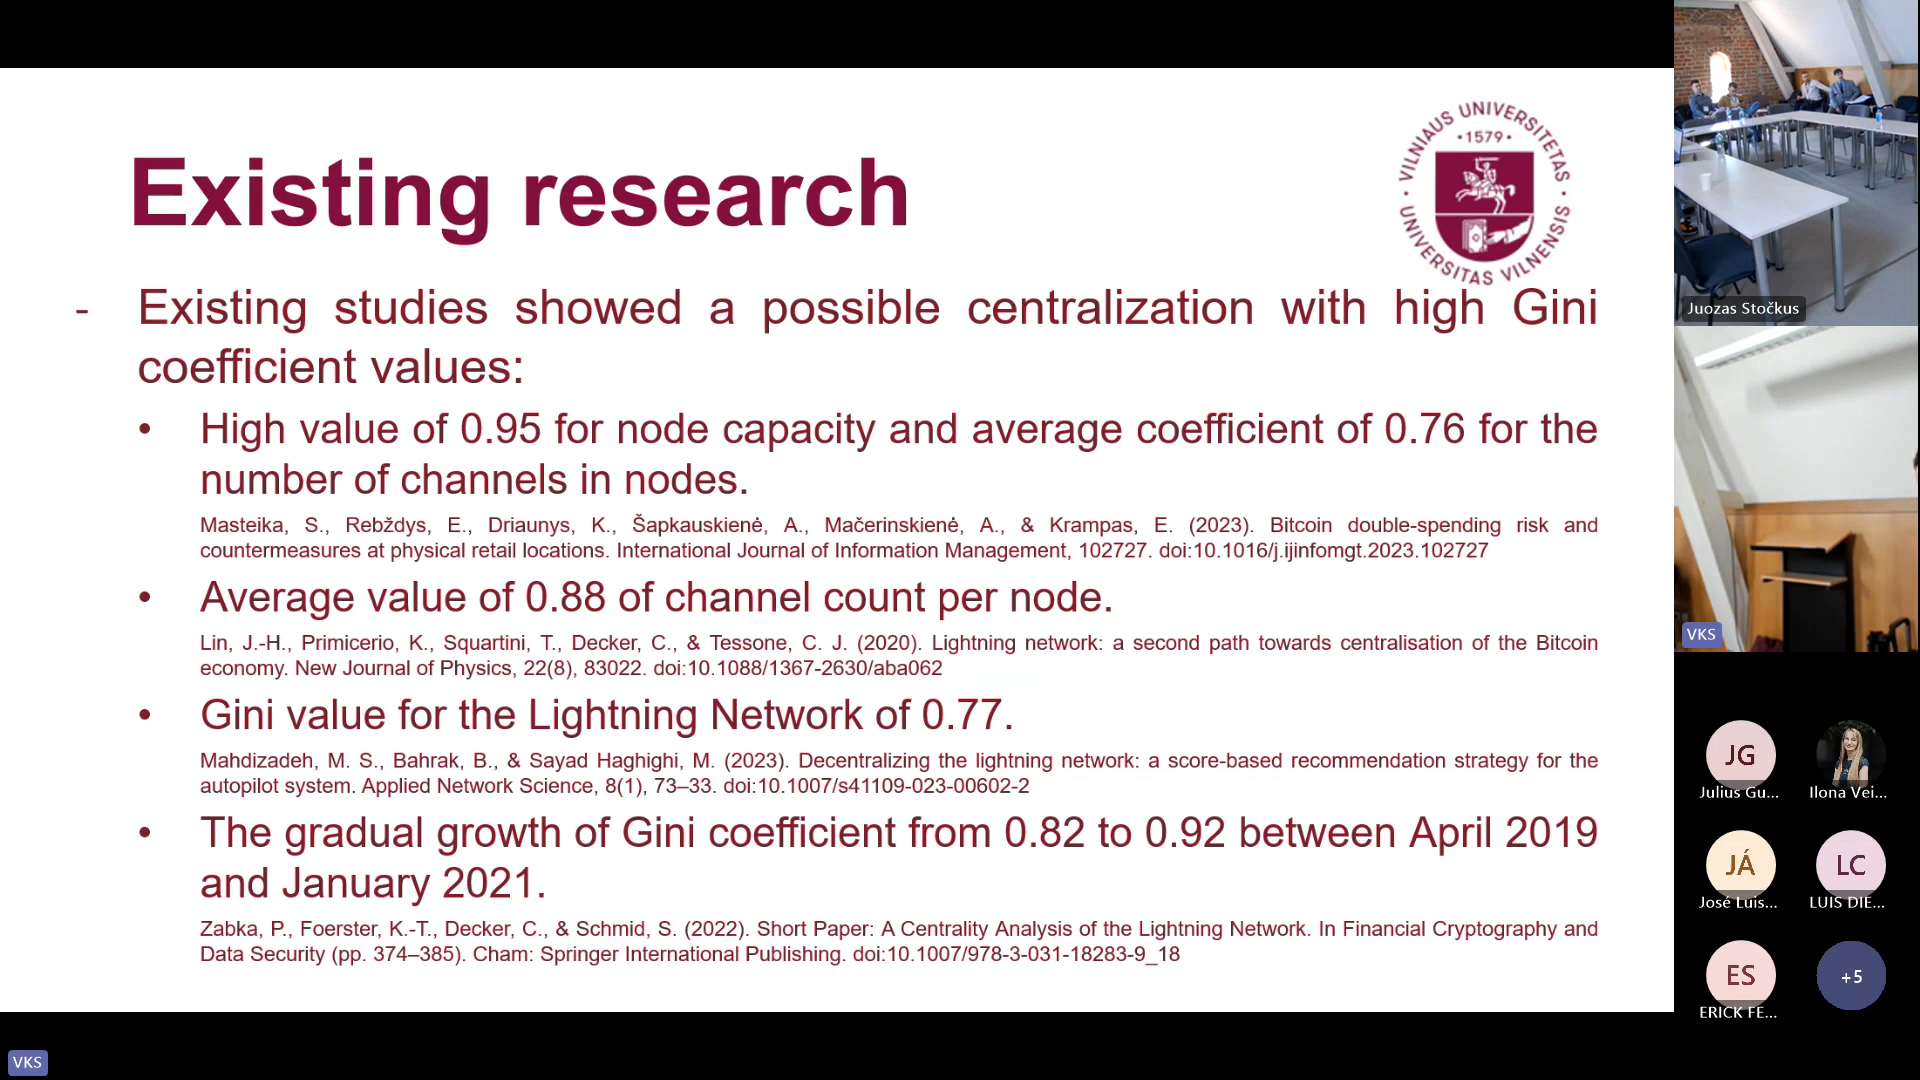 Existing research
VILNIAUS UNIVERSITETAS
1579
UNIVERSITAS VILNENSIS
- Existing studies showed a possible centralization with high Gini
coefficient values:
• High value of 0.95 for node capacity and average coefficient of 0.76 for the
number of channels in nodes.
Masteika, S., Rebždys, E., Driaunys, K., Šapkauskienė, A., Mačerinskienė, A., & Krampas, E. (2023). Bitcoin double-spending risk and
countermeasures at physical retail locations. International Journal of Information Management, 102727. doi:10.1016/j.ijinfomgt.2023.102727
• Average value of 0.88 of channel count per node.
Lin, J.-H., Primicerio, K., Squartini, T., Decker, C., & Tessone, C. J. (2020). Lightning network: a second path towards centralisation of the Bitcoin
economy. New Journal of Physics, 22(8), 83022. doi:10.1088/1367-2630/aba062
• Gini value for the Lightning Network of 0.77.
Mahdizadeh, M. S., Bahrak, B., & Sayad Haghighi, M. (2023). Decentralizing the lightning network: a score-based recommendation strategy for the
autopilot system. Applied Network Science, 8(1), 73–33. doi:10.1007/s41109-023-00602-2
• The gradual growth of Gini coefficient from 0.82 to 0.92 between April 2019
and January 2021.
Zabka, P., Foerster, K.-T., Decker, C., & Schmid, S. (2022). Short Paper: A Centrality Analysis of the Lightning Network. In Financial Cryptography and
Data Security (pp. 374–385). Cham: Springer International Publishing. doi:10.1007/978-3-031-18283-9_18
VKS
Juozas Stočkus
VKS
JG
Julius Gu...
Ilona Vei...
JÁ
José Luis...
LC
LUIS DIE...
ES
ERICK FE...
+5